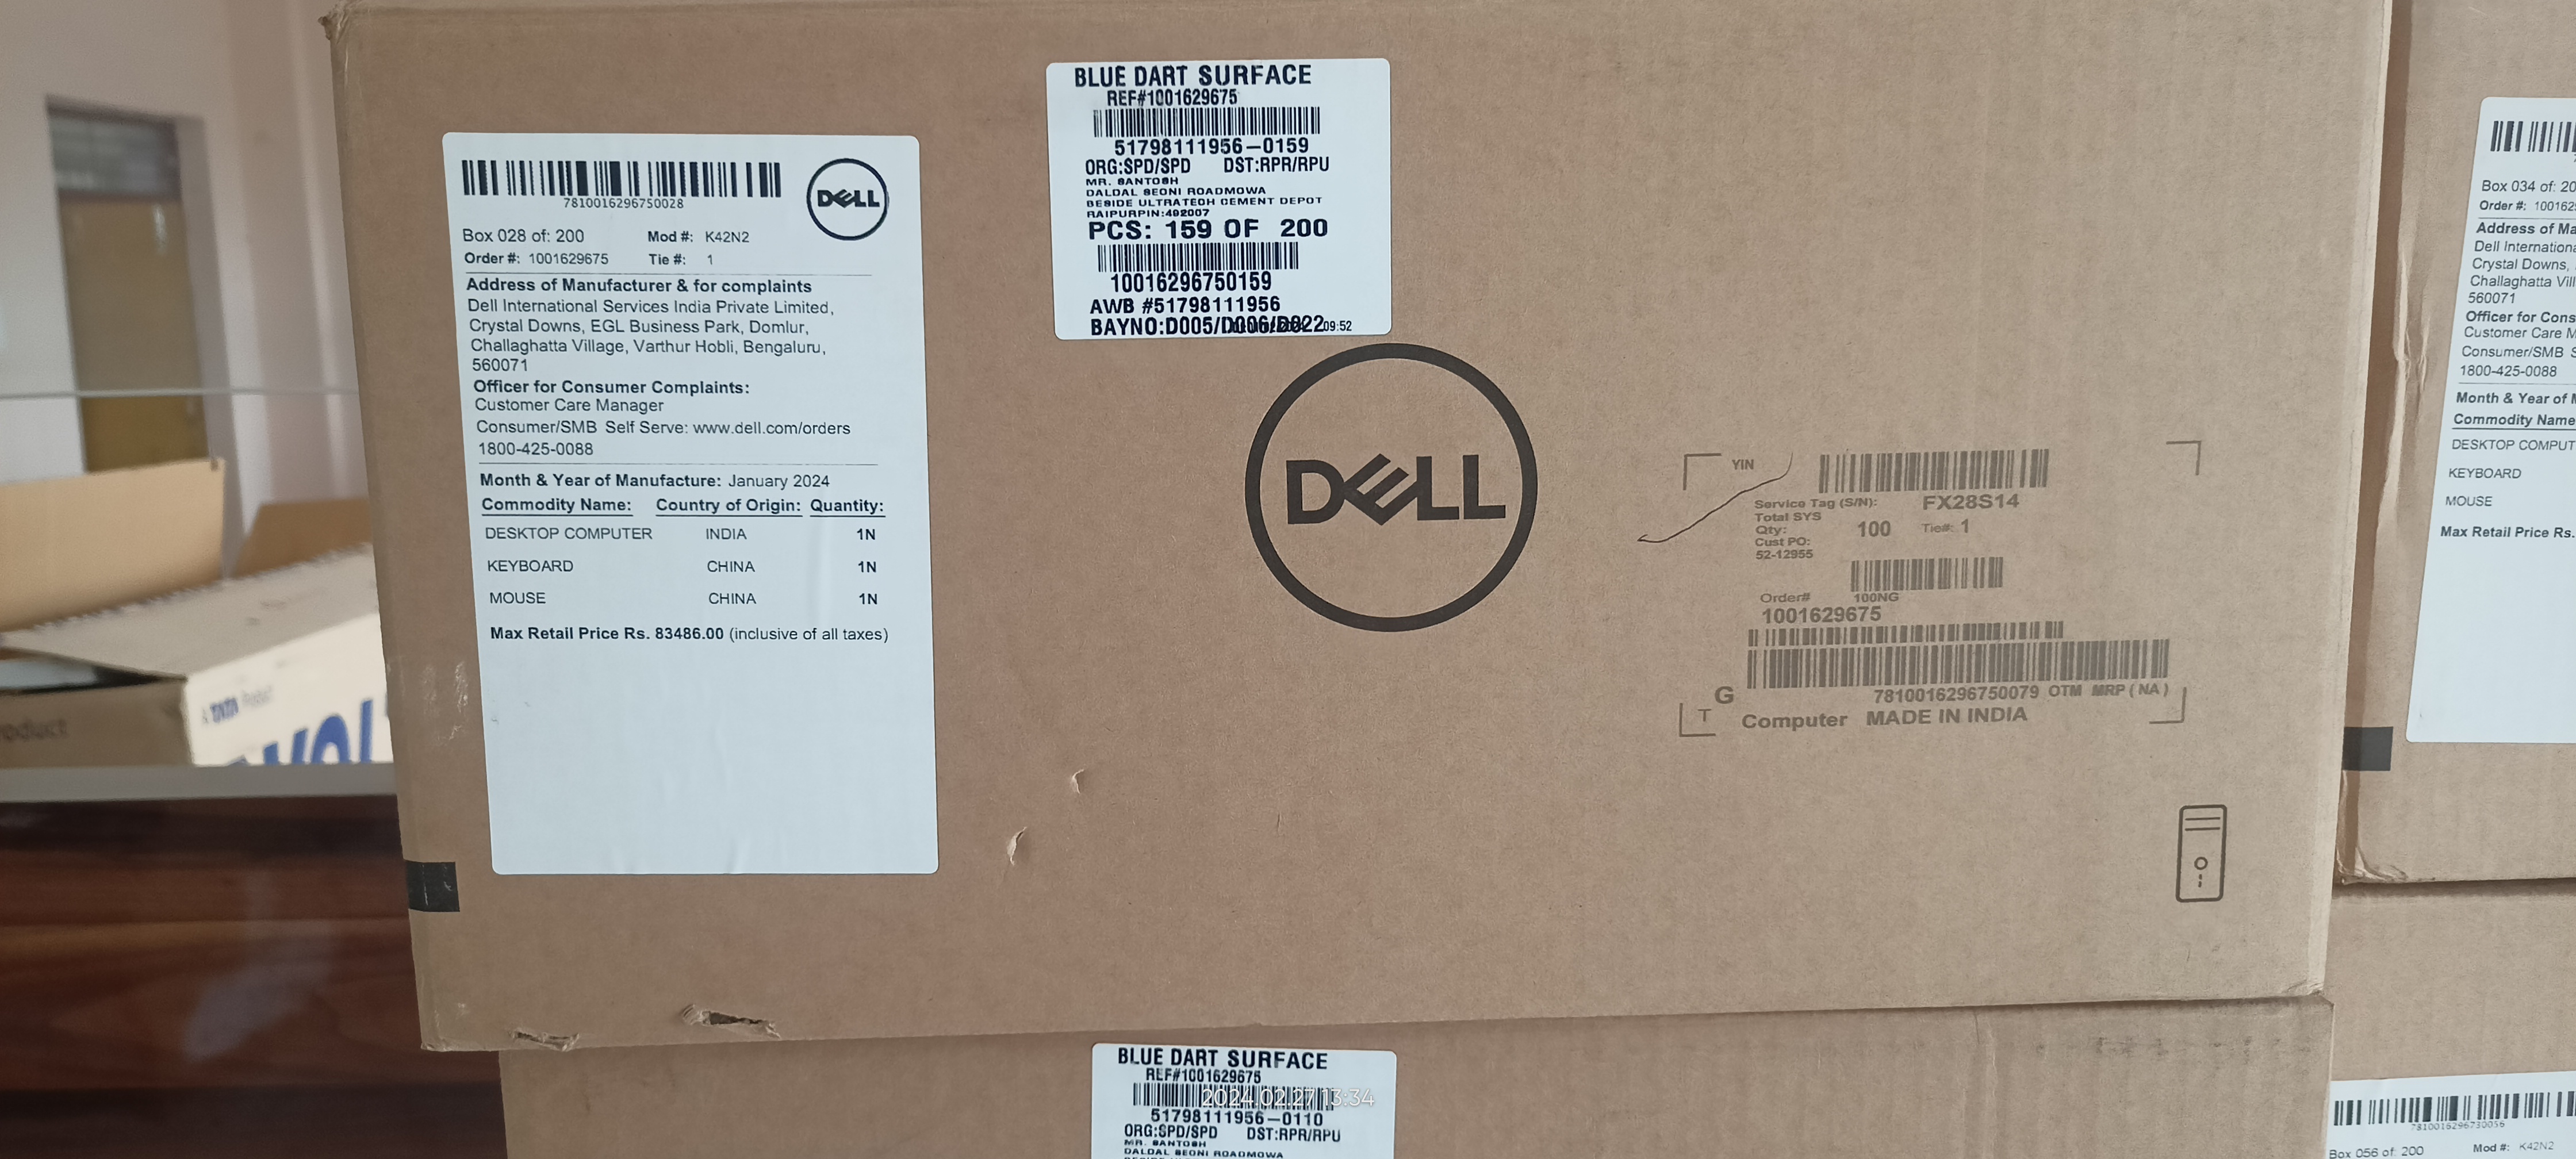 7810016296750028
DELL
Box 028 of: 200 Mod #: K42N2
Order #: 1001629675 Tie #: 1
Address of Manufacturer & for complaints
Dell International Services India Private Limited,
Crystal Downs, EGL Business Park, Domlur,
Challaghatta Village, Varthur Hobli, Bengaluru,
560071
Officer for Consumer Complaints:
Customer Care Manager
Consumer/SMB Self Serve: www.dell.com/orders
1800-425-0088
Month & Year of Manufacture: January 2024
Commodity Name: Country of Origin: Quantity:
DESKTOP COMPUTER INDIA 1N
KEYBOARD CHINA 1N
MOUSE CHINA 1N
Max Retail Price Rs. 83486.00 (inclusive of all taxes)
BLUE DART SURFACE
REF#1001629675
51798111956-0159
ORG:SPD/SPD DST:RPR/RPU
MR. SANTOSH
DALDAL SEONI ROADMOWA
BESIDE ULTRATECH CEMENT DEPOT
RAIPURPIN:492007
PCS: 159 OF 200
10016296750159
AWB #51798111956
BAYNO:D005/D006/D022 09:52
DELL
YIN
Service Tag (S/N): FX28S14
Total SYS
Qty: 100 Tie#: 1
Cust PO:
52-12955
Order# 100NG
1001629675
G 7810016296750079 OTM MRP ( NA )
T Computer MADE IN INDIA
Box 034 of: 20
Order #: 100162
Address of Ma
Dell Internationa
Crystal Downs,
Challaghatta Vill
560071
Officer for Cons
Customer Care M
Consumer/SMB S
1800-425-0088
Month & Year of M
Commodity Name
DESKTOP COMPUT
KEYBOARD
MOUSE
Max Retail Price Rs.
A TATA Product
VOL
oduct
BLUE DART SURFACE
REF#1001629675
2024.02.27 13:34
51798111956-0110
ORG:SPD/SPD DST:RPR/RPU
MR. SANTOSH
DALDAL SEONI ROADMOWA
Box 056 of: 200 Mod #: K42N2